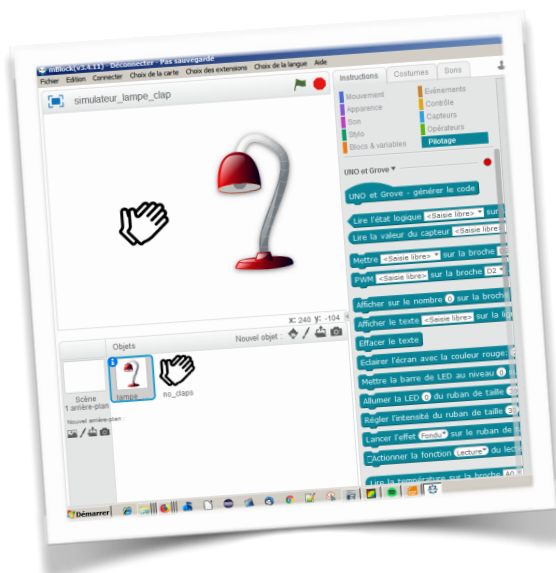 mBlock(v3.4.11) - Déconnecter - Pas sauvegardé
Fichier Edition Connecter Choix de la carte Choix des extensions Choix de la langue Aide
simulateur_lampe_clap
Instructions Costumes Sons
Mouvement Evénements
Apparence Contrôle
Son Capteurs
Stylo Opérateurs
Blocs & variables Pilotage
UNO et Grove
UNO et Grove - générer le code
Lire l'état logique <Saisie libre> sur
Lire la valeur du capteur <Saisie libre>
Mettre <Saisie libre> sur la broche
PWM <Saisie libre> sur la broche D2
Afficher sur le nombre 0 sur la broche
Afficher le texte <Saisie libre> sur la lig
Effacer le texte
Eclairer l'écran avec la couleur rouge:
Mettre la barre de LED au niveau 0
Allumer la LED 0 du ruban de taille 30
Régler l'intensité du ruban de taille 3
Lancer l'effet Fondu sur le ruban de
Actionner la fonction Lecture du lec
Lire la température sur la broche A0
x: 240 y: -104
Objets
Nouvel objet :
Scène
1 arrière-plan
Nouvel arrière-plan :
lampe
no_claps
Démarrer